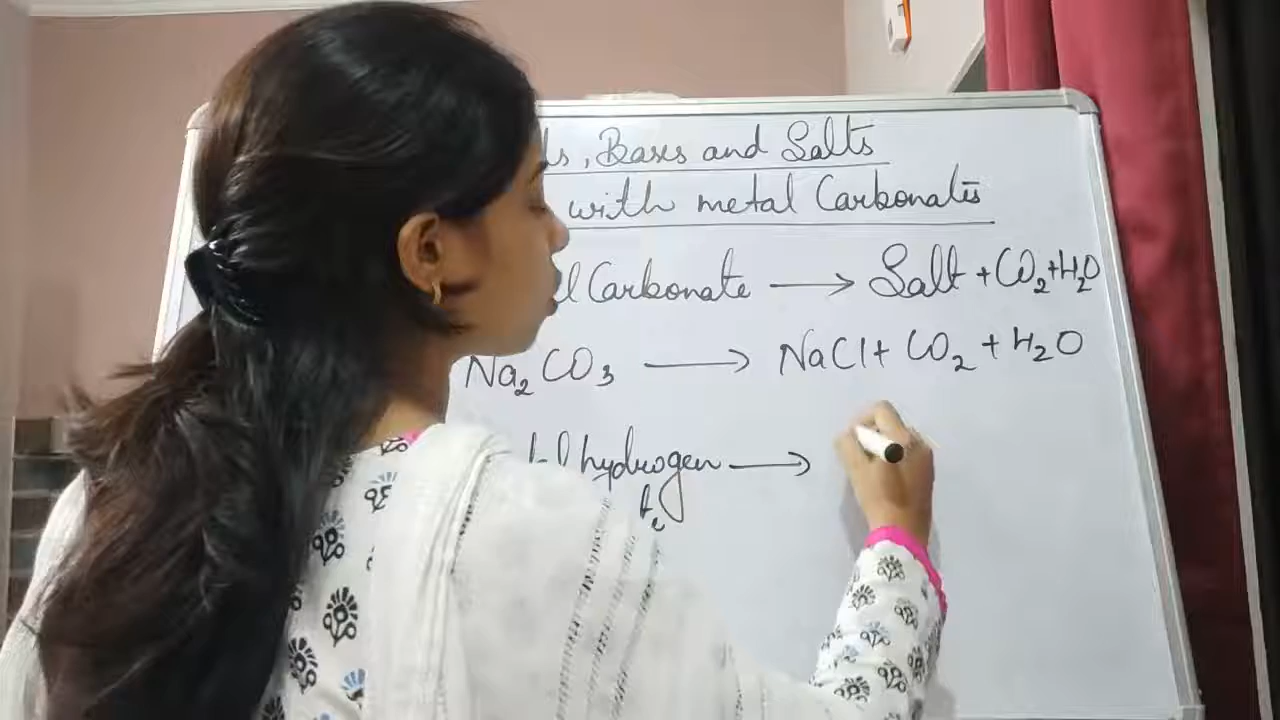 , Bases and Salts
with metal Carbonates
Carbonate → Salt + CO₂ + H₂O
Na₂CO₃ → NaCl + CO₂ + H₂O
hydrogen →